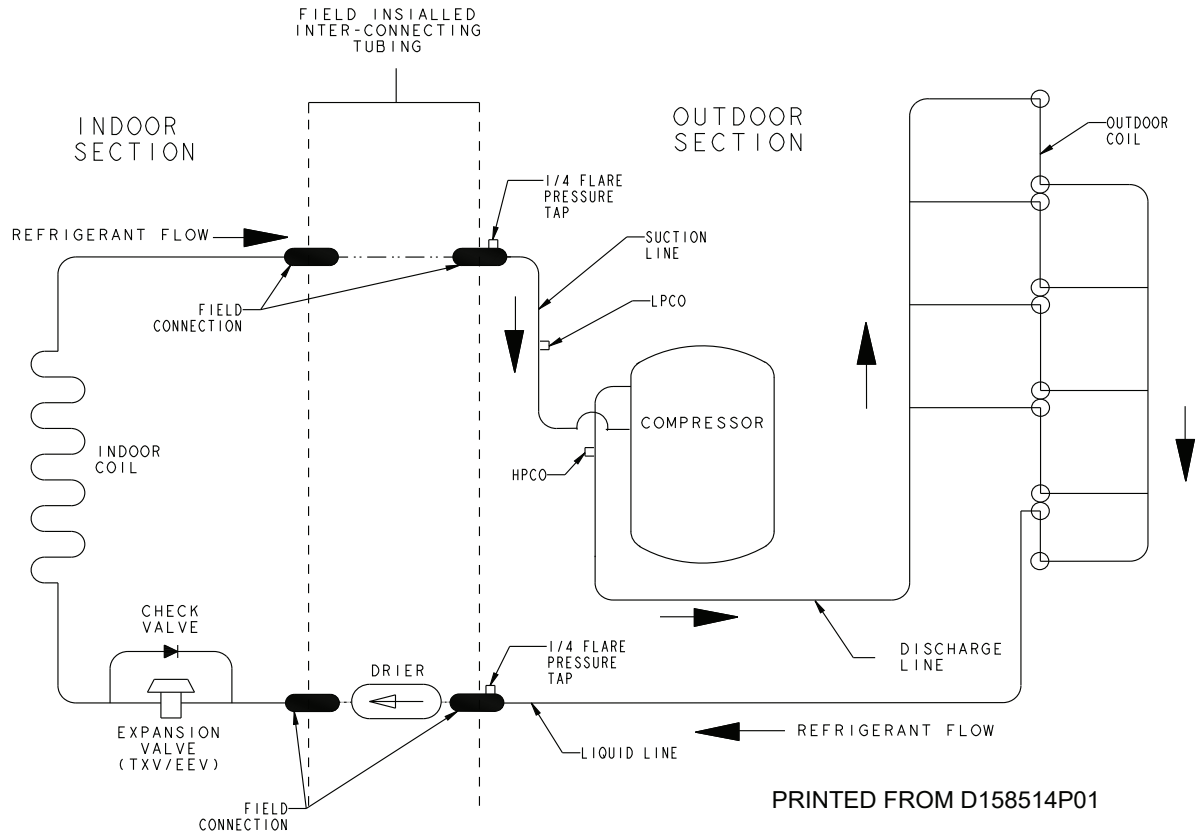 FIELD INSIALLED
INTER-CONNECTING
TUBING
INDOOR
SECTION
OUTDOOR
SECTION
OUTDOOR
COIL
1/4 FLARE
PRESSURE
TAP
REFRIGERANT FLOW
SUCTION
LINE
FIELD
CONNECTION
LPCO
COMPRESSOR
INDOOR
COIL
HPCO
CHECK
VALVE
DRIER
1/4 FLARE
PRESSURE
TAP
DISCHARGE
LINE
EXPANSION
VALVE
(TXV/EEV)
LIQUID LINE
REFRIGERANT FLOW
FIELD
CONNECTION
PRINTED FROM D158514P01